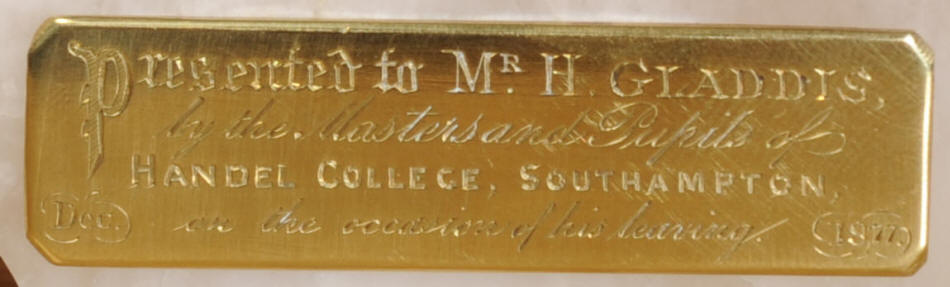 Presented to Mr. H. GLADDIS,
by the Masters and Pupils of
HANDEL COLLEGE, SOUTHAMPTON,
Dec. on the occasion of his leaving. 1877.